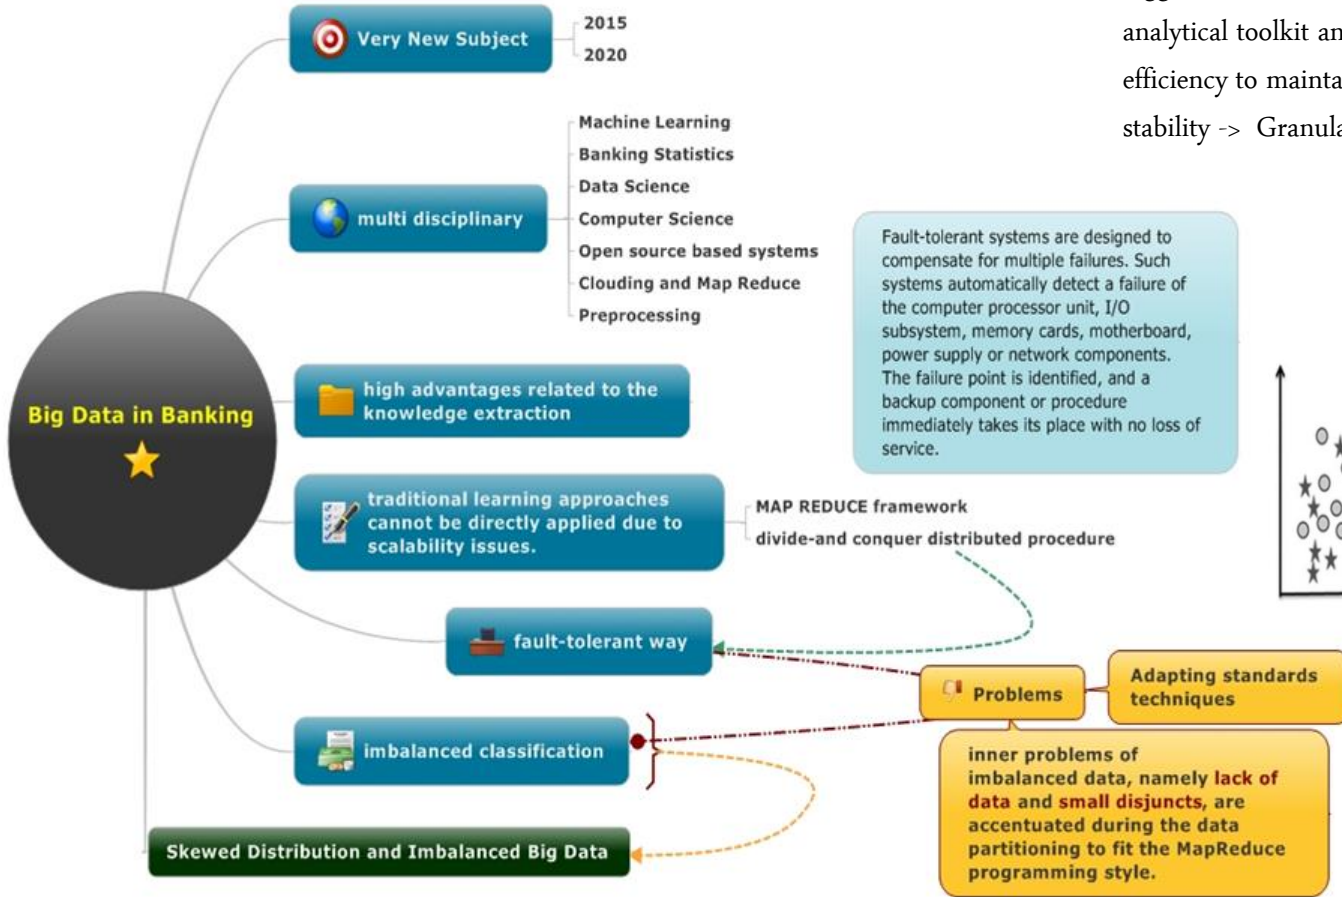 analytical toolkit an
efficiency to mainta
stability -> Granula
Very New Subject
2015
2020
multi disciplinary
Machine Learning
Banking Statistics
Data Science
Computer Science
Open source based systems
Clouding and Map Reduce
Preprocessing
Big Data in Banking
high advantages related to the
knowledge extraction
Fault-tolerant systems are designed to
compensate for multiple failures. Such
systems automatically detect a failure of
the computer processor unit, I/O
subsystem, memory cards, motherboard,
power supply or network components.
The failure point is identified, and a
backup component or procedure
immediately takes its place with no loss of
service.
traditional learning approaches
cannot be directly applied due to
scalability issues.
MAP REDUCE framework
divide-and conquer distributed procedure
fault-tolerant way
Problems
Adapting standards
techniques
imbalanced classification
inner problems of
imbalanced data, namely lack of
data and small disjuncts, are
accentuated during the data
partitioning to fit the MapReduce
programming style.
Skewed Distribution and Imbalanced Big Data